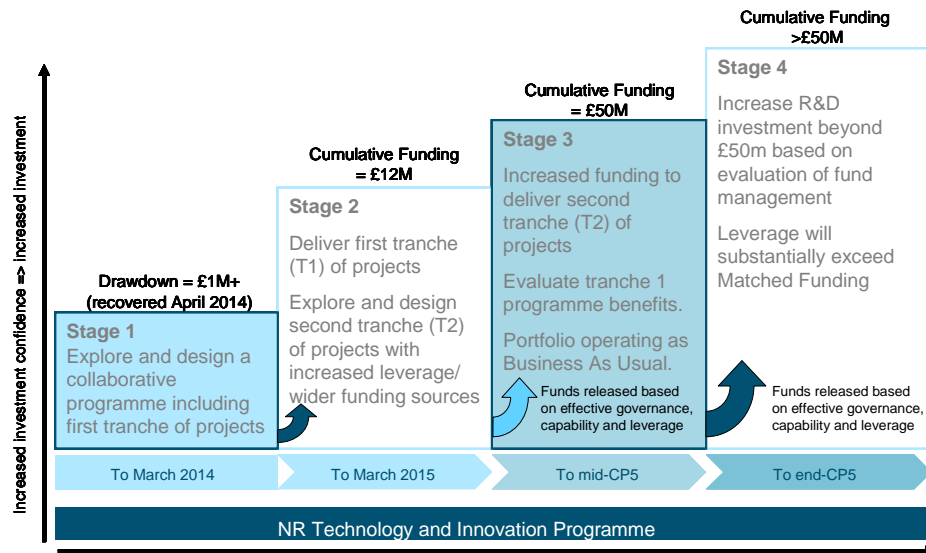 Increased investment confidence => increased investment
Drawdown = £1M+
(recovered April 2014)
Stage 1
Explore and design a
collaborative
programme including
first tranche of projects
Cumulative Funding
= £12M
Stage 2
Deliver first tranche
(T1) of projects
Explore and design
second tranche (T2)
of projects with
increased leverage/
wider funding sources
Cumulative Funding
= £50M
Stage 3
Increased funding to
deliver second
tranche (T2) of
projects
Evaluate tranche 1
programme benefits.
Portfolio operating as
Business As Usual.
Funds released based
on effective governance,
capability and leverage
Cumulative Funding
>£50M
Stage 4
Increase R&D
investment beyond
£50m based on
evaluation of fund
management
Leverage will
substantially exceed
Matched Funding
Funds released based
on effective governance,
capability and leverage
To March 2014
To March 2015
To mid-CP5
To end-CP5
NR Technology and Innovation Programme